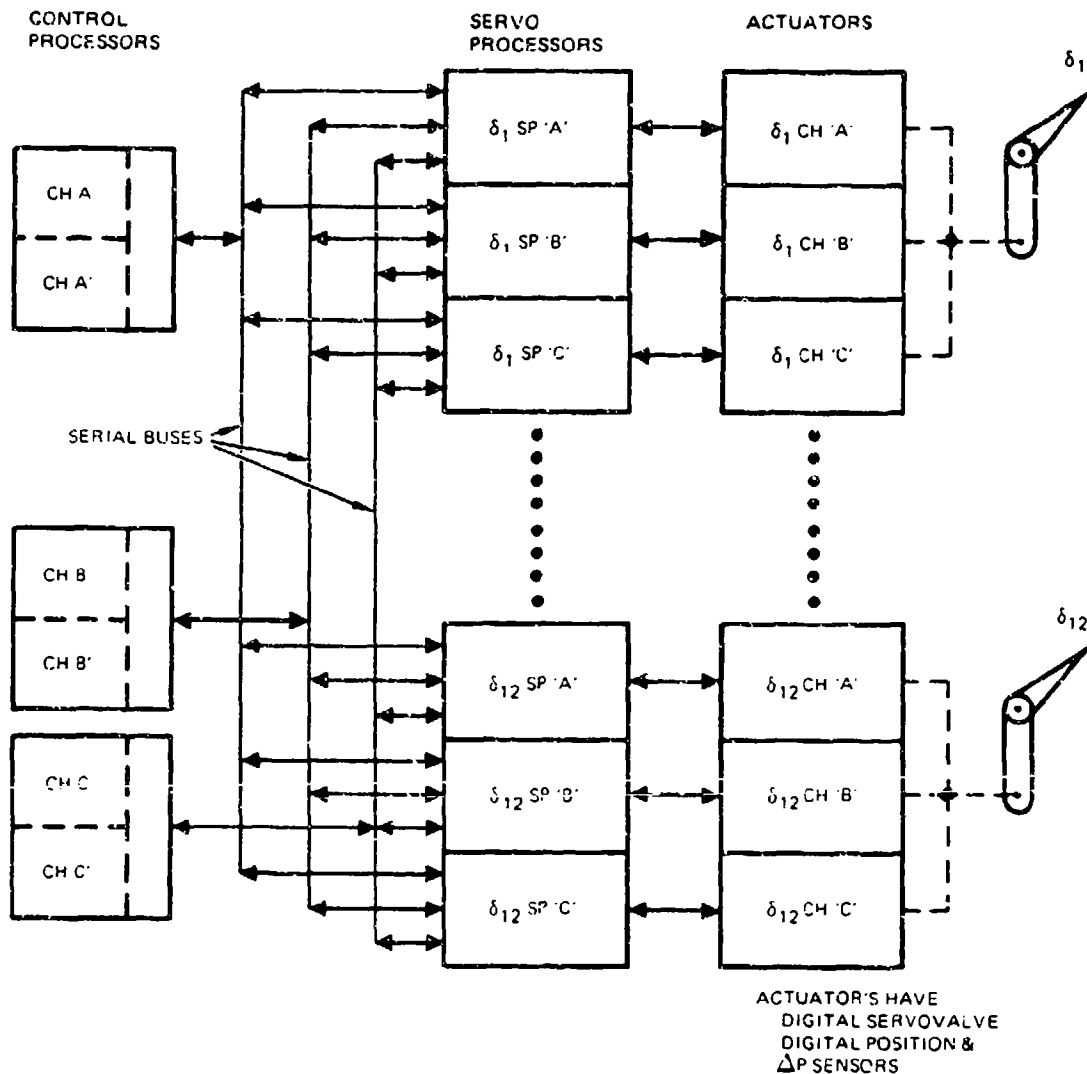 CONTROL
PROCESSORS
SERVO
PROCESSORS
ACTUATORS
δ1
CH A
CH A'
δ1 SP 'A'
δ1 CH 'A'
δ1 SP 'B'
δ1 CH 'B'
δ1 SP 'C'
δ1 CH 'C'
SERIAL BUSES
CH B
CH B'
δ12
δ12 SP 'A'
δ12 CH 'A'
CH C
CH C'
δ12 SP 'B'
δ12 CH 'B'
δ12 SP 'C'
δ12 CH 'C'
ACTUATOR'S HAVE
DIGITAL SERVOVALVE
DIGITAL POSITION &
ΔP SENSORS